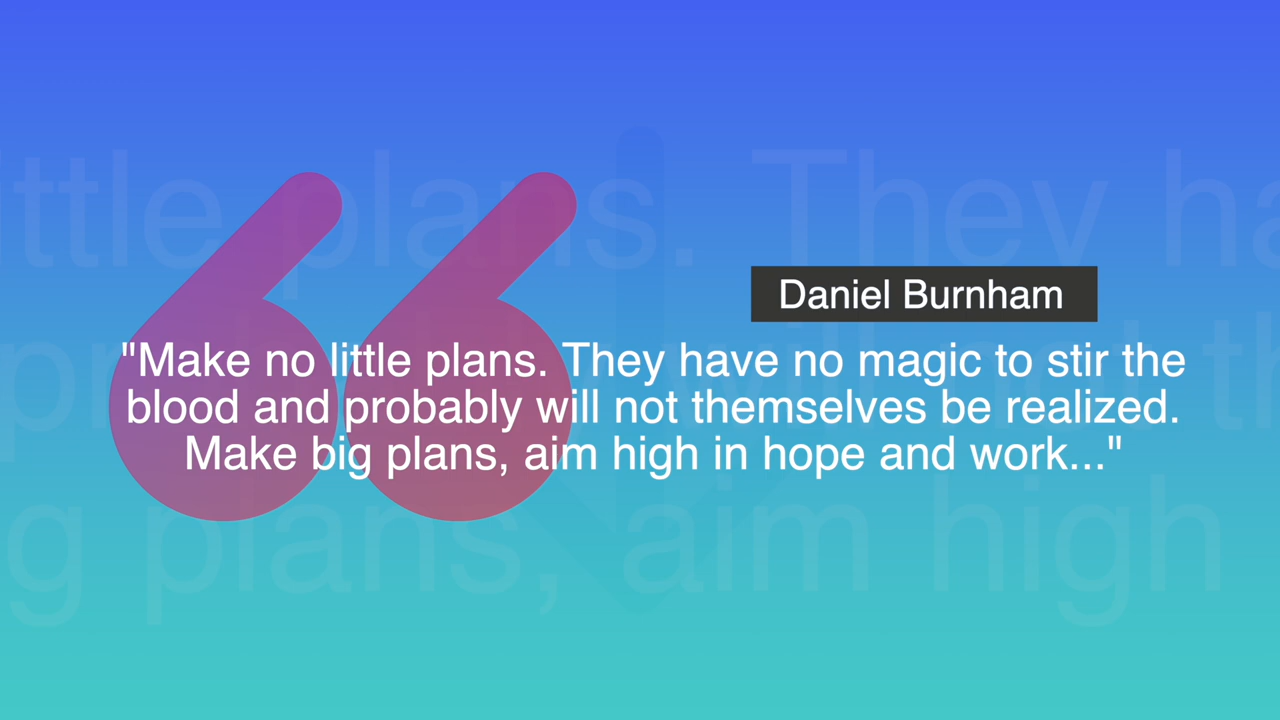 Daniel Burnham
"Make no little plans. They have no magic to stir the
blood and probably will not themselves be realized.
Make big plans, aim high in hope and work..."